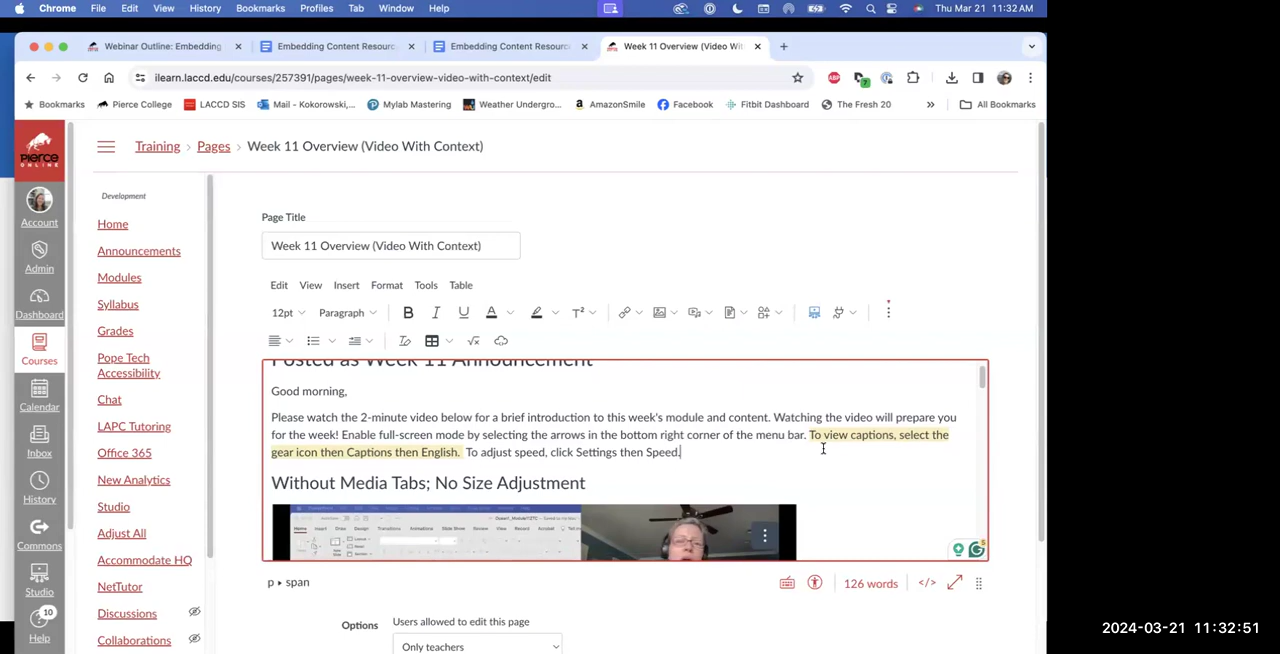 Chrome File Edit View History Bookmarks Profiles Tab Window Help Thu Mar 21 11:32 AM
Webinar Outline: Embedding
Embedding Content Resourc
Embedding Content Resourc
Week 11 Overview (Video Wit
ilearn.laccd.edu/courses/257391/pages/week-11-overview-video-with-context/edit
ABP
7
Bookmarks Pierce College LACCD SIS Mail - Kokorowski,... Mylab Mastering Weather Undergro... AmazonSmile Facebook Fitbit Dashboard The Fresh 20 » All Bookmarks
PIERCE
ONLINE
Account
Admin
Dashboard
Courses
Calendar
Inbox
History
Commons
Studio
10
Help
Training › Pages › Week 11 Overview (Video With Context)
Development
Home
Announcements
Modules
Syllabus
Grades
Pope Tech
Accessibility
Chat
LAPC Tutoring
Office 365
New Analytics
Studio
Adjust All
Accommodate HQ
NetTutor
Discussions
Collaborations
Page Title
Week 11 Overview (Video With Context)
Edit View Insert Format Tools Table
12pt Paragraph B I U A T²
Posted as Week 11 Announcement
Good morning,
Please watch the 2-minute video below for a brief introduction to this week's module and content. Watching the video will prepare you
for the week! Enable full-screen mode by selecting the arrows in the bottom right corner of the menu bar. To view captions, select the
gear icon then Captions then English. To adjust speed, click Settings then Speed.
Without Media Tabs; No Size Adjustment
p ▸ span
126 words </>
Options
Users allowed to edit this page
Only teachers
2024-03-21 11:32:51